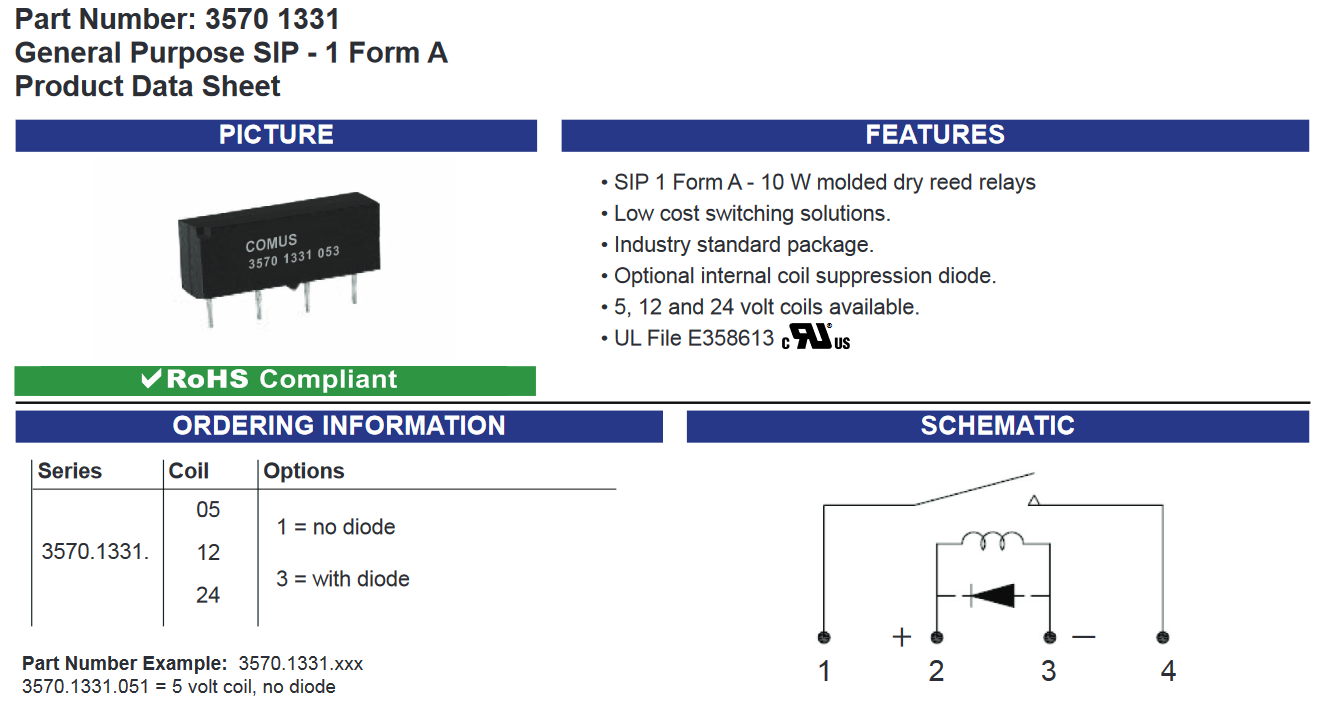 Part Number: 3570 1331
General Purpose SIP - 1 Form A
Product Data Sheet
PICTURE
COMUS
3570 1331 053
✔RoHS Compliant
FEATURES
• SIP 1 Form A - 10 W molded dry reed relays
• Low cost switching solutions.
• Industry standard package.
• Optional internal coil suppression diode.
• 5, 12 and 24 volt coils available.
• UL File E358613 c RU ® US
ORDERING INFORMATION
Series Coil Options
05
1 = no diode
3570.1331. 12
3 = with diode
24
Part Number Example: 3570.1331.xxx
3570.1331.051 = 5 volt coil, no diode
SCHEMATIC
+ –
1 2 3 4